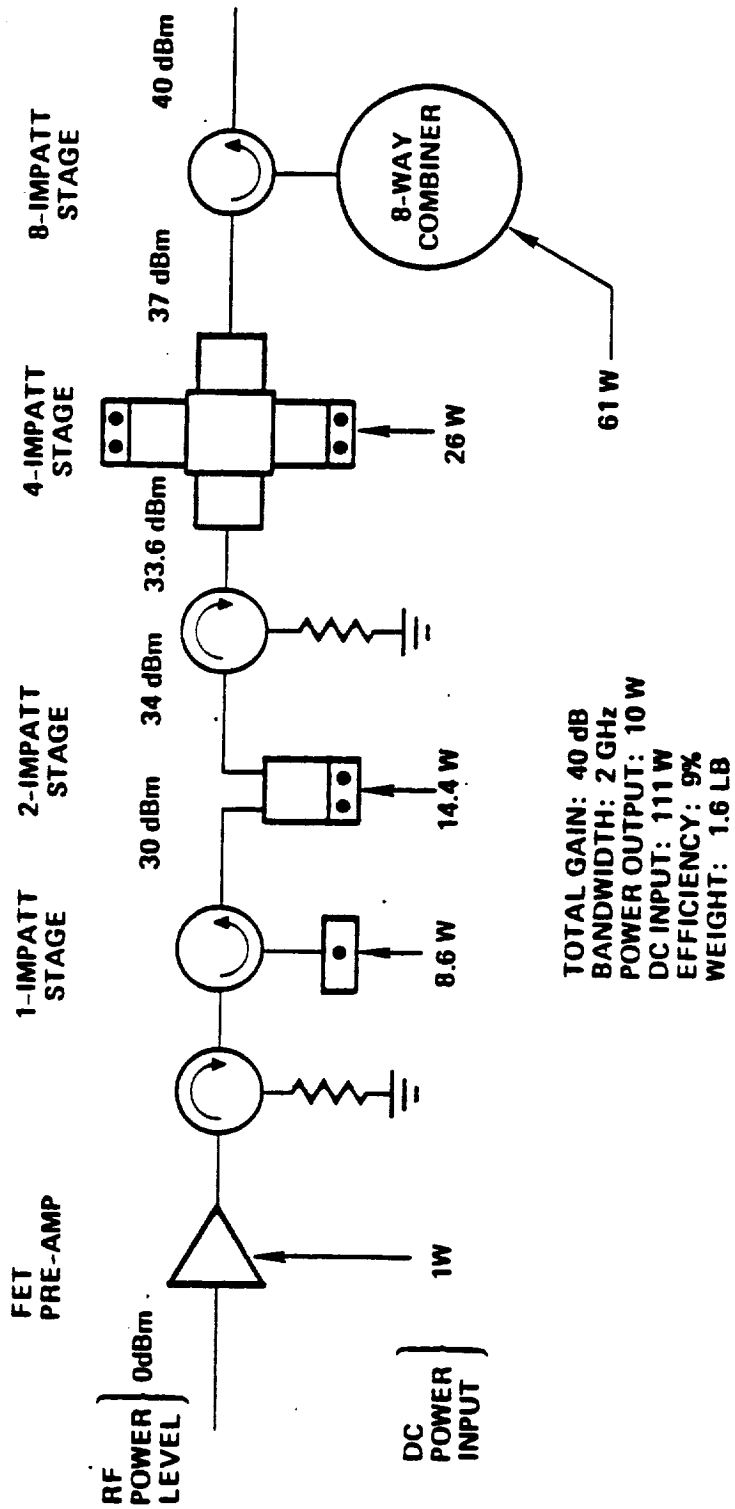 FET
PRE-AMP
1-IMPATT
STAGE
2-IMPATT
STAGE
4-IMPATT
STAGE
8-IMPATT
STAGE
RF
POWER
LEVEL
0dBm
30 dBm
34 dBm
33.6 dBm
37 dBm
40 dBm
8-WAY
COMBINER
DC
POWER
INPUT
1W
8.6 W
14.4 W
26 W
61 W
TOTAL GAIN: 40 dB
BANDWIDTH: 2 GHz
POWER OUTPUT: 10 W
DC INPUT: 111 W
EFFICIENCY: 9%
WEIGHT: 1.6 LB